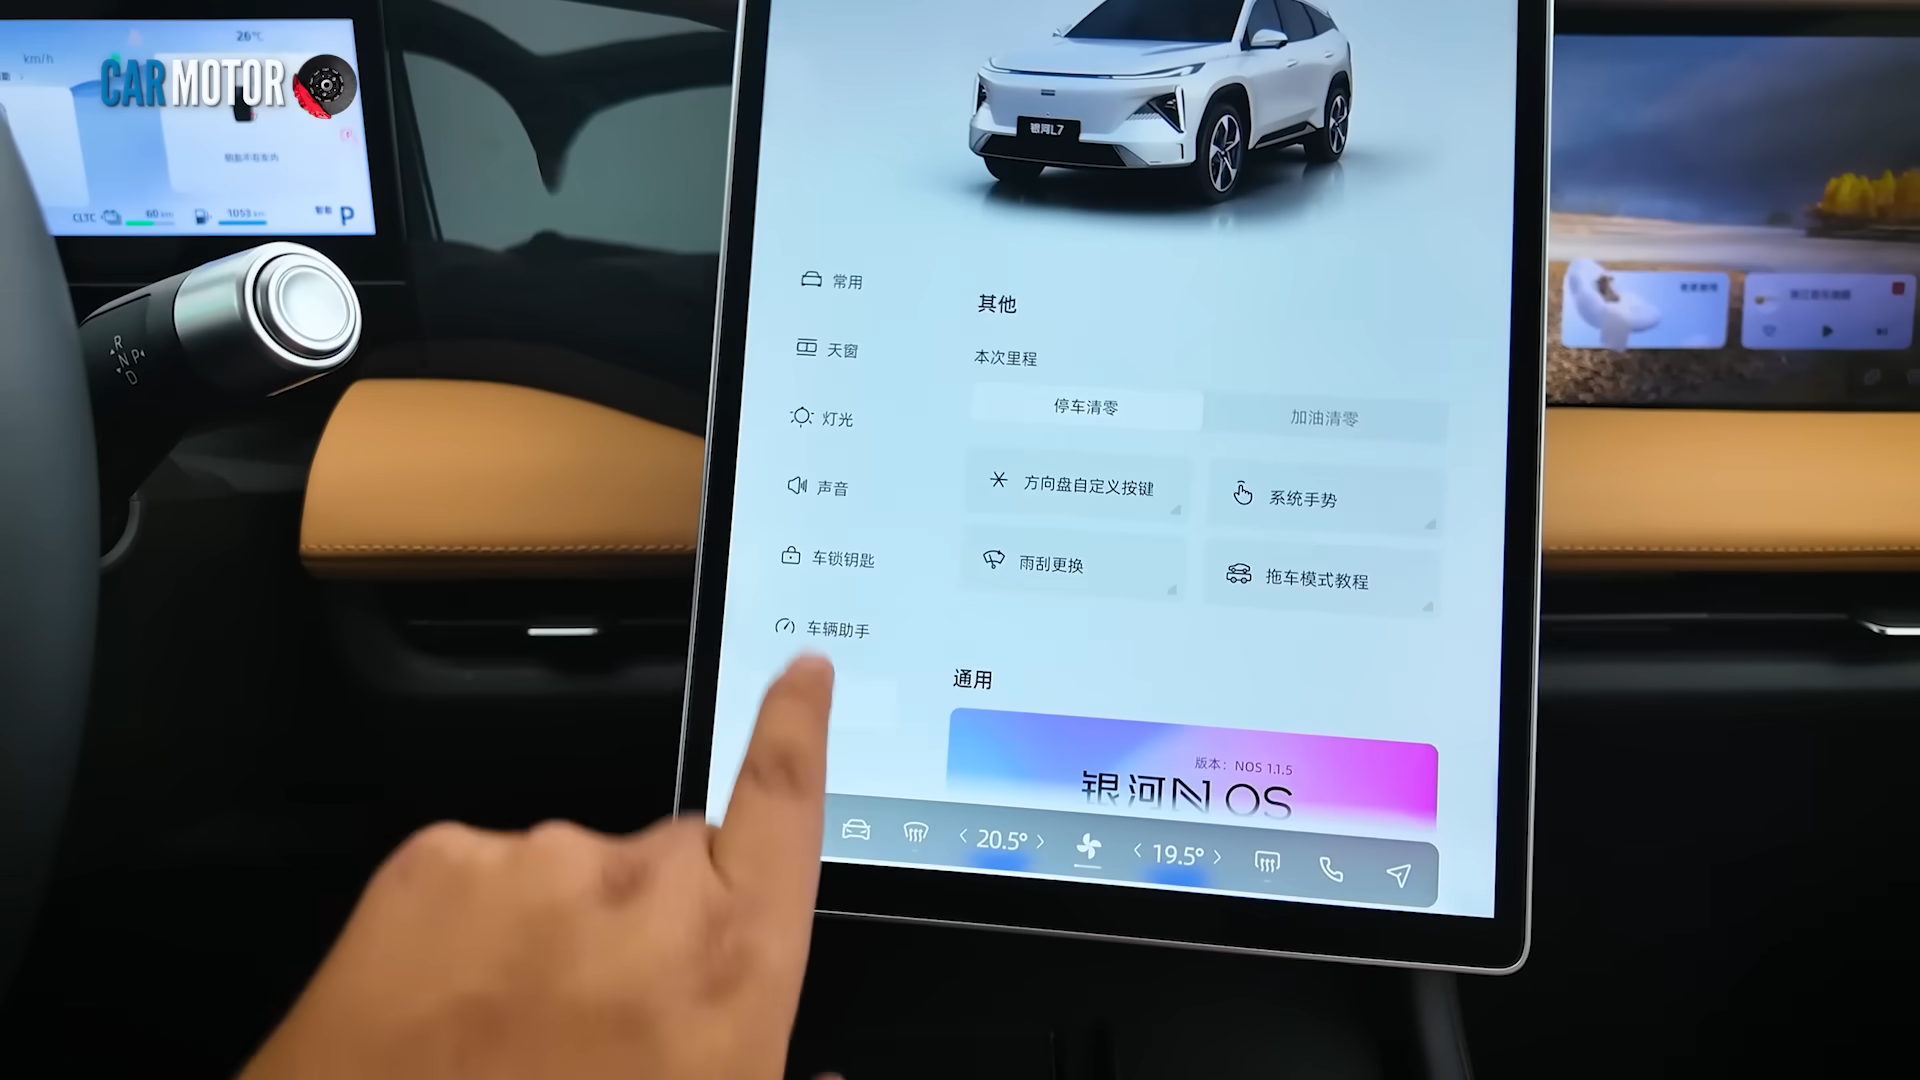 26℃
km/h
CAR MOTOR
CLTC 60 km 1053 km P
R
N P
D
银河L7
常用
天窗
灯光
声音
车锁钥匙
车辆助手
其他
本次里程
停车清零 加油清零
方向盘自定义按键 系统手势
雨刮更换 拖车模式教程
通用
版本：NOS 1.1.5
银河N OS
20.5° 19.5°